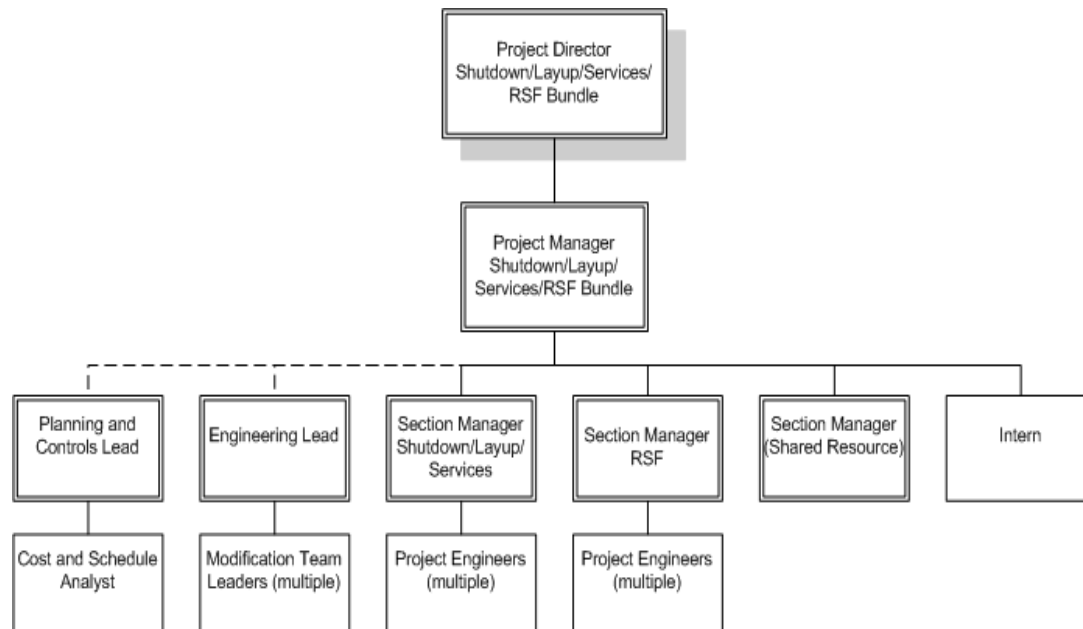 Project Director
Shutdown/Layup/Services/
RSF Bundle
Project Manager
Shutdown/Layup/
Services/RSF Bundle
Planning and
Controls Lead
Engineering Lead
Section Manager
Shutdown/Layup/
Services
Section Manager
RSF
Section Manager
(Shared Resource)
Intern
Cost and Schedule
Analyst
Modification Team
Leaders (multiple)
Project Engineers
(multiple)
Project Engineers
(multiple)